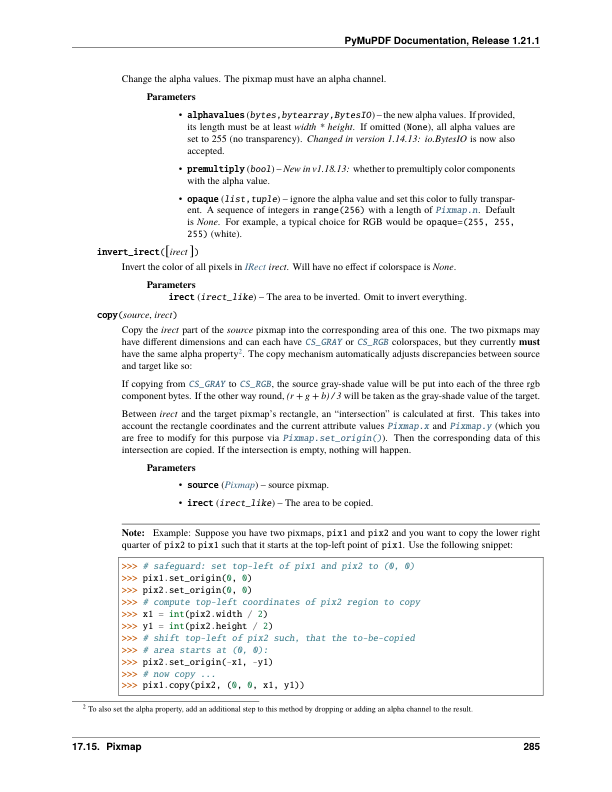 PyMuPDF Documentation, Release 1.21.1
Change the alpha values. The pixmap must have an alpha channel.
Parameters
• alphavalues (bytes,bytearray,BytesIO) – the new alpha values. If provided,
its length must be at least width * height. If omitted (None), all alpha values are
set to 255 (no transparency). Changed in version 1.14.13: io.BytesIO is now also
accepted.
• premultiply (bool) – New in v1.18.13: whether to premultiply color components
with the alpha value.
• opaque (list,tuple) – ignore the alpha value and set this color to fully transpar-
ent. A sequence of integers in range(256) with a length of Pixmap.n. Default
is None. For example, a typical choice for RGB would be opaque=(255, 255,
255) (white).
invert_irect([irect])
Invert the color of all pixels in IRect irect. Will have no effect if colorspace is None.
Parameters
irect (irect_like) – The area to be inverted. Omit to invert everything.
copy(source, irect)
Copy the irect part of the source pixmap into the corresponding area of this one. The two pixmaps may
have different dimensions and can each have CS_GRAY or CS_RGB colorspaces, but they currently must
have the same alpha property². The copy mechanism automatically adjusts discrepancies between source
and target like so:
If copying from CS_GRAY to CS_RGB, the source gray-shade value will be put into each of the three rgb
component bytes. If the other way round, (r + g + b) / 3 will be taken as the gray-shade value of the target.
Between irect and the target pixmap's rectangle, an “intersection” is calculated at first. This takes into
account the rectangle coordinates and the current attribute values Pixmap.x and Pixmap.y (which you
are free to modify for this purpose via Pixmap.set_origin()). Then the corresponding data of this
intersection are copied. If the intersection is empty, nothing will happen.
Parameters
• source (Pixmap) – source pixmap.
• irect (irect_like) – The area to be copied.
Note: Example: Suppose you have two pixmaps, pix1 and pix2 and you want to copy the lower right
quarter of pix2 to pix1 such that it starts at the top-left point of pix1. Use the following snippet:
>>> # safeguard: set top-left of pix1 and pix2 to (0, 0)
>>> pix1.set_origin(0, 0)
>>> pix2.set_origin(0, 0)
>>> # compute top-left coordinates of pix2 region to copy
>>> x1 = int(pix2.width / 2)
>>> y1 = int(pix2.height / 2)
>>> # shift top-left of pix2 such, that the to-be-copied
>>> # area starts at (0, 0):
>>> pix2.set_origin(-x1, -y1)
>>> # now copy ...
>>> pix1.copy(pix2, (0, 0, x1, y1))
² To also set the alpha property, add an additional step to this method by dropping or adding an alpha channel to the result.
17.15. Pixmap 285